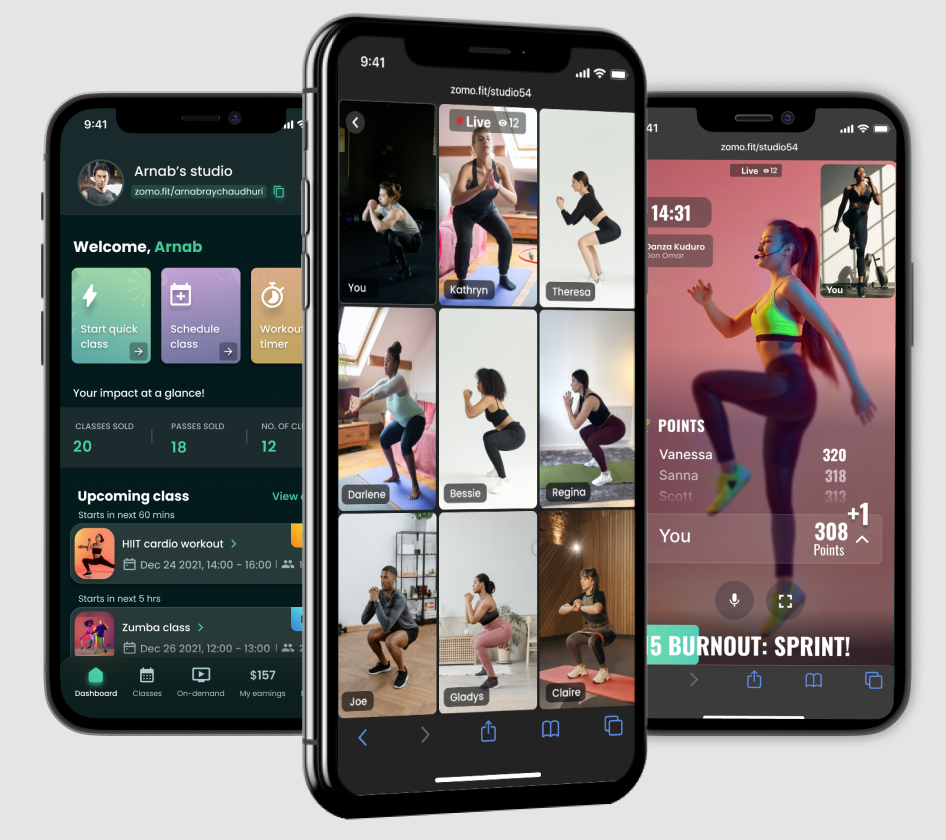 9:41
Arnab's studio
zomo.fit/arnabraychaudhuri
Welcome, Arnab
Start quick
class
Schedule
class
Workout
timer
Your impact at a glance!
CLASSES SOLD
20
PASSES SOLD
18
NO. OF CL
12
Upcoming class
View
Starts in next 60 mins
HIIT cardio workout
Dec 24 2021, 14:00 - 16:00
Starts in next 5 hrs
Zumba class
Dec 26 2021, 12:00 - 13:00
Dashboard
Classes
On-demand
$157
My earnings
9:41
zomo.fit/studio54
Live 12
You
Kathryn
Theresa
Darlene
Bessie
Regina
Joe
Gladys
Claire
41
zomo.fit/studio54
Live 12
14:31
Danza Kuduro
Don Omar
You
POINTS
Vanessa 320
Sanna 318
Scott 313
+1
You 308
Points
5 BURNOUT: SPRINT!